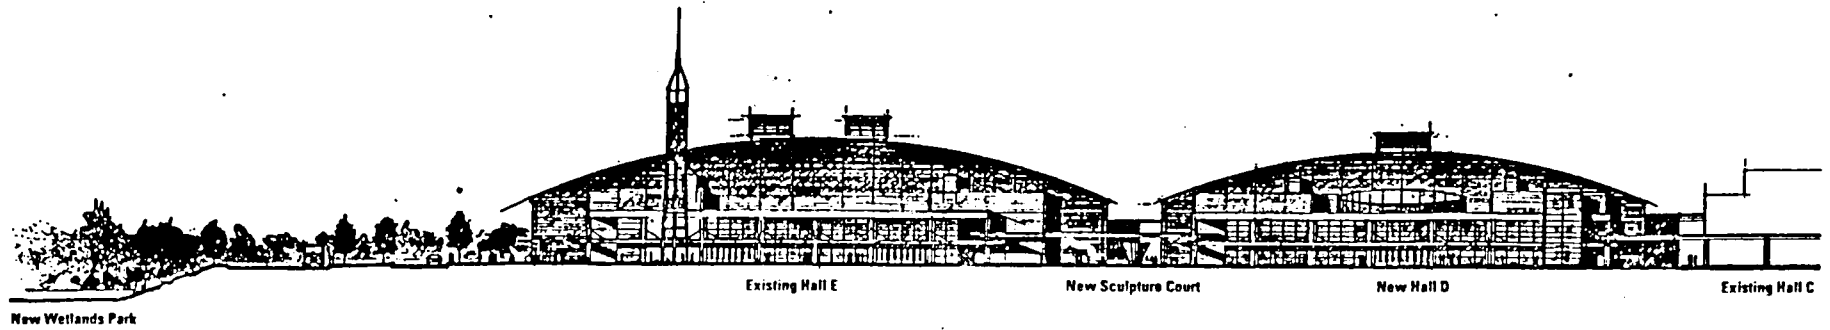 Existing Hall E
New Sculpture Court
New Hall D
Existing Hall C
New Wetlands Park